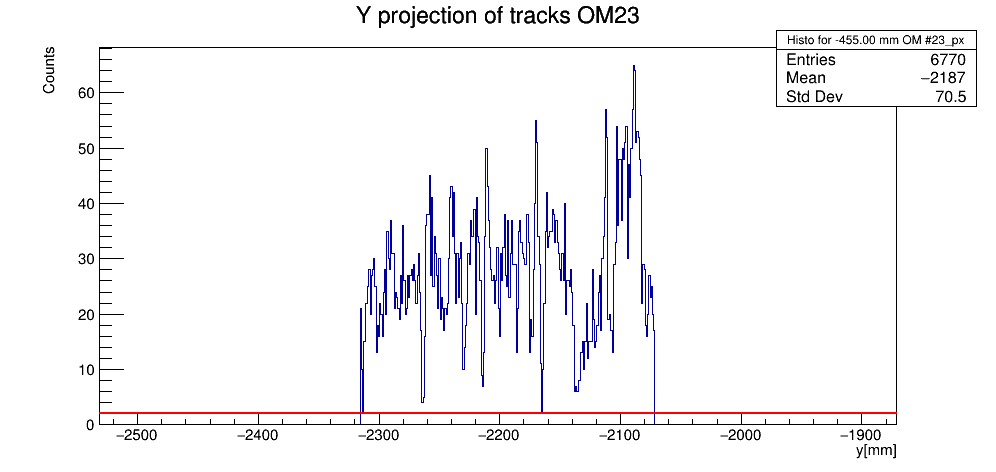 Y projection of tracks OM23
Histo for -455.00 mm OM #23_px
Entries 6770
Mean −2187
Std Dev 70.5
Counts
60
50
40
30
20
10
0
−2500 −2400 −2300 −2200 −2100 −2000 −1900
y[mm]